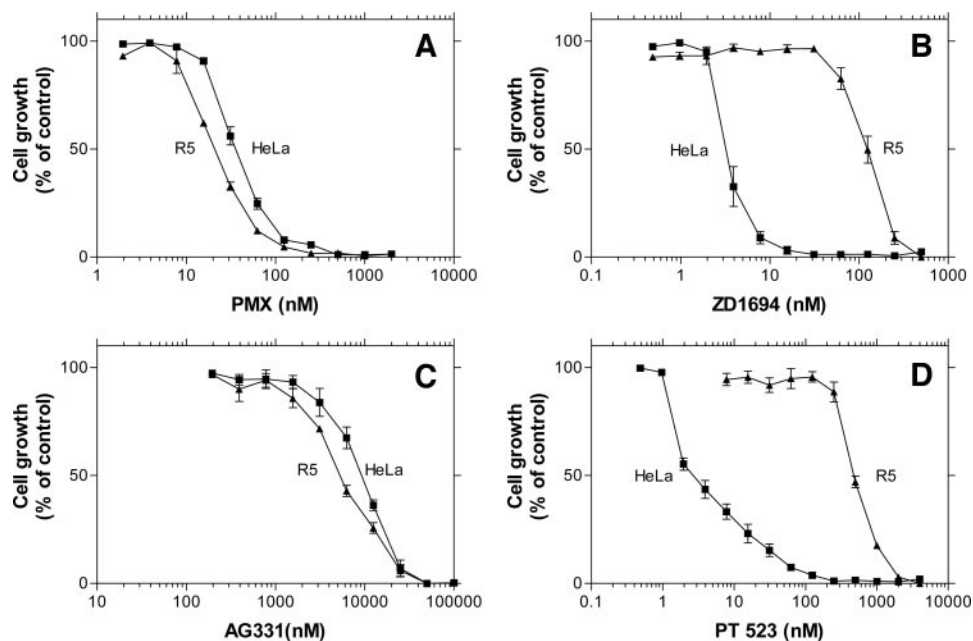 A
Cell growth
(% of control)
100
50
0
R5
HeLa
1 10 100 1000 10000
PMX (nM)
B
Cell growth
(% of control)
100
50
0
HeLa
R5
0.1 1 10 100 1000
ZD1694 (nM)
C
Cell growth
(% of control)
100
50
0
R5
HeLa
10 100 1000 10000 100000
AG331(nM)
D
Cell growth
(% of control)
100
50
0
HeLa
R5
0.1 1 10 100 1000 10000
PT 523 (nM)